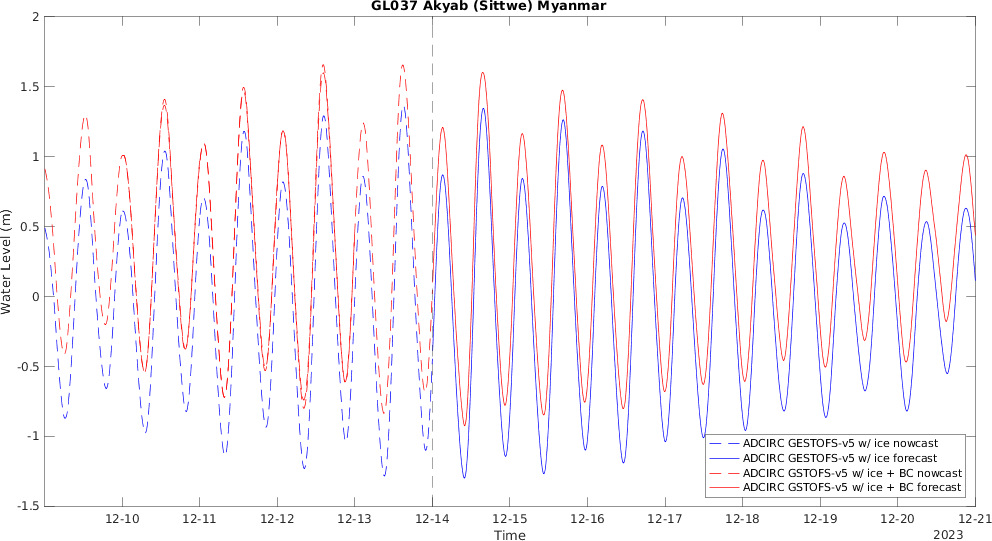 GL037 Akyab (Sittwe) Myanmar
Water Level (m)
2
1.5
1
0.5
0
-0.5
-1
-1.5
ADCIRC GESTOFS-v5 w/ ice nowcast
ADCIRC GESTOFS-v5 w/ ice forecast
ADCIRC GSTOFS-v5 w/ ice + BC nowcast
ADCIRC GSTOFS-v5 w/ ice + BC forecast
12-10 12-11 12-12 12-13 12-14 12-15 12-16 12-17 12-18 12-19 12-20 12-21
Time
2023